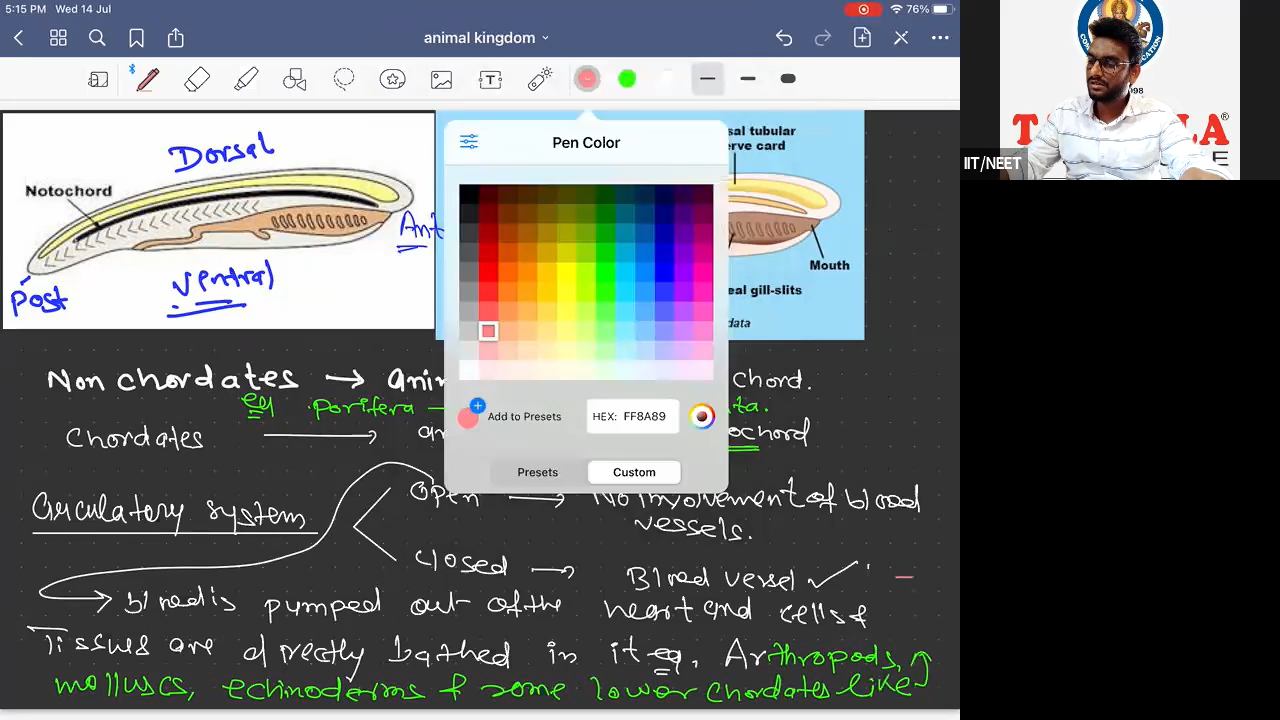 5:15 PM Wed 14 Jul
76%
animal kingdom
Pen Color
Dorsal
Notochord
Ant
Ventral
Post
sal tubular
rve card
Mouth
eal gill-slits
data
HEX: FF8A89
Add to Presets
Presets
Custom
Non chordates → anim chord.
eg porifera - ta.
Chordates → an ochord
Circulatory system
Open → No involvement of blood
vessels.
Closed → Blood vessel ✓
→ blood is pumped out of the heart and cells &
Tissues are directly bathed in it eg. Arthropods,
molluscs, echinoderms & some lower chordates like
T LA®
998
E
IIT/NEET